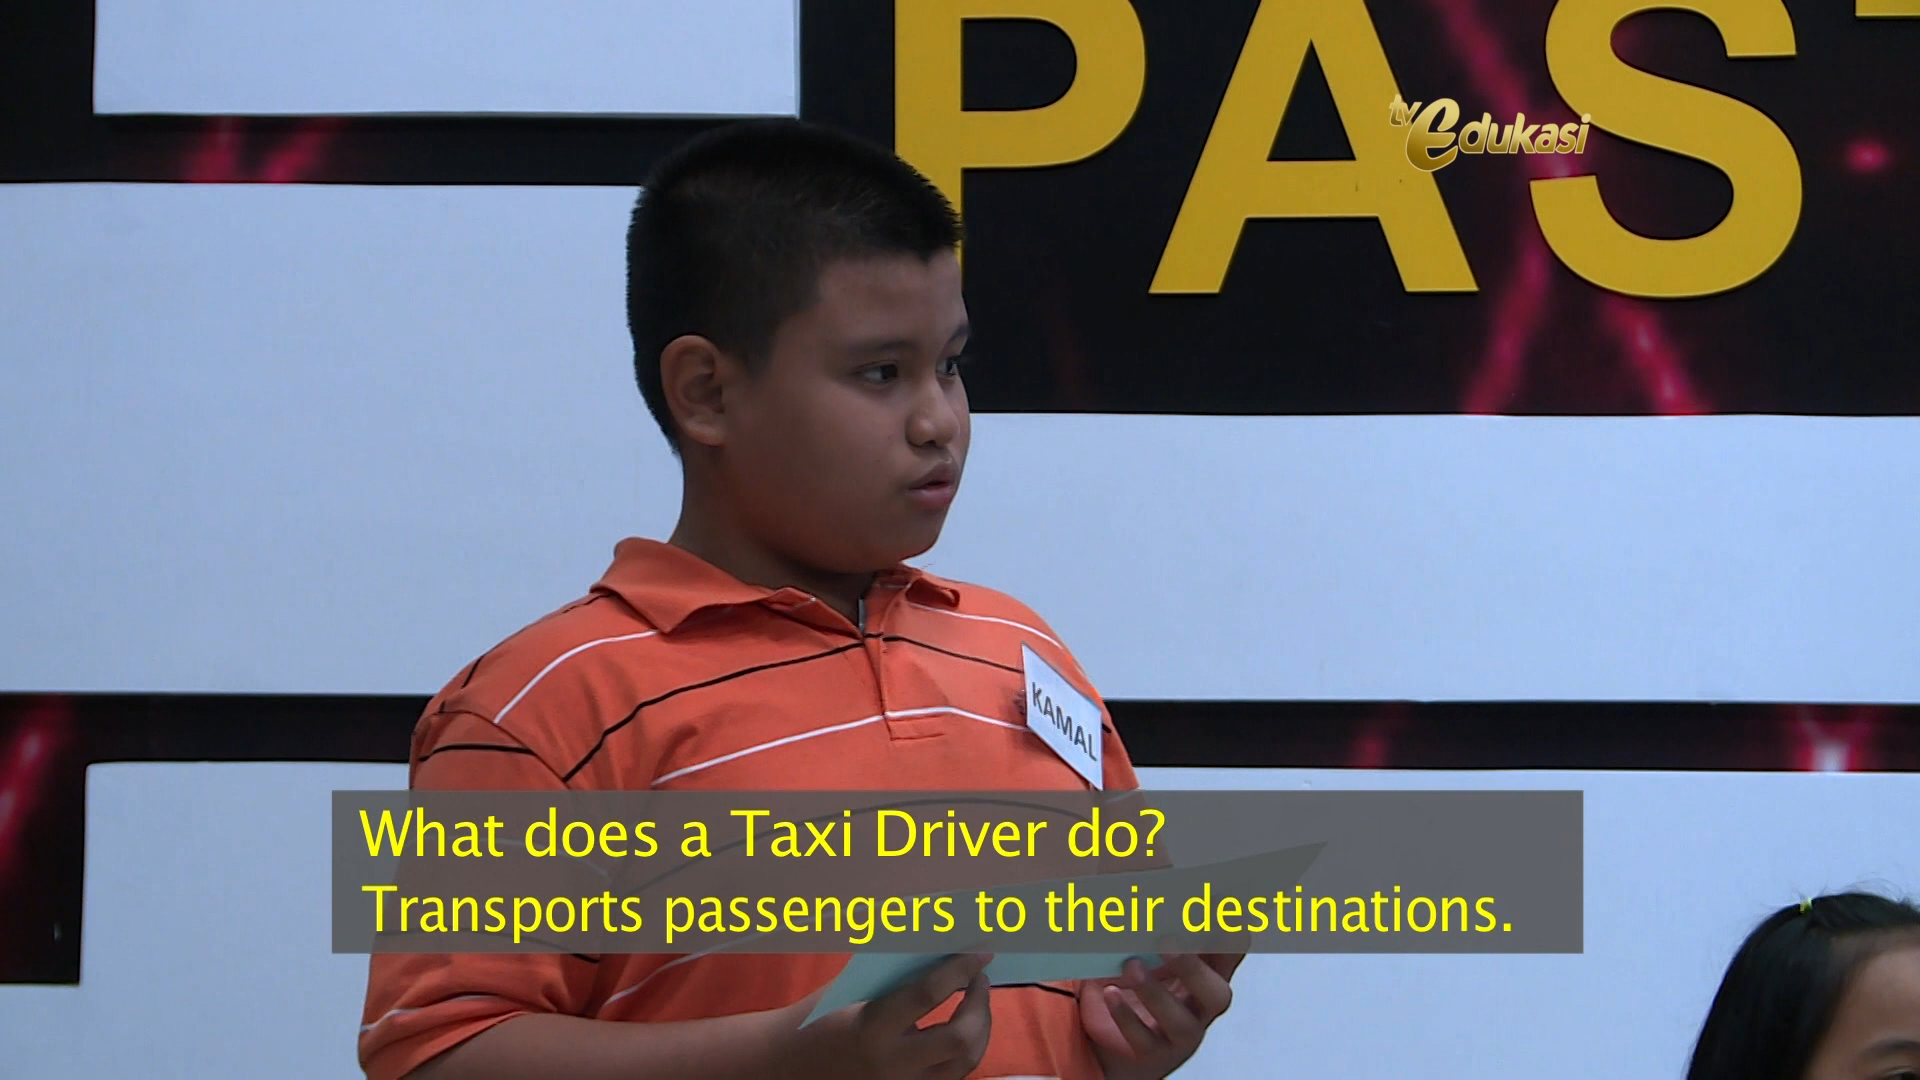 PAS
tv Edukasi
KAMAL
What does a Taxi Driver do?
Transports passengers to their destinations.